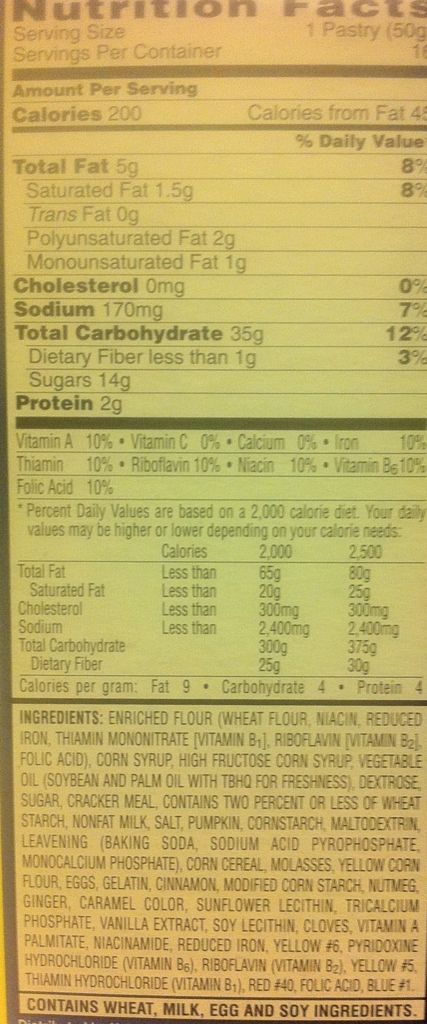 Nutrition Facts
Serving Size 1 Pastry (50g
Servings Per Container
Amount Per Serving
Calories 200 Calories from Fat 45
% Daily Value
Total Fat 5g 8%
Saturated Fat 1.5g 8%
Trans Fat 0g
Polyunsaturated Fat 2g
Monounsaturated Fat 1g
Cholesterol 0mg 0%
Sodium 170mg 7%
Total Carbohydrate 35g 12%
Dietary Fiber less than 1g 3%
Sugars 14g
Protein 2g
Vitamin A 10% • Vitamin C 0% • Calcium 0% • Iron 10%
Thiamin 10% • Riboflavin 10% • Niacin 10% • Vitamin B6 10%
Folic Acid 10%
* Percent Daily Values are based on a 2,000 calorie diet. Your daily
values may be higher or lower depending on your calorie needs:
Calories 2,000 2,500
Total Fat Less than 65g 80g
Saturated Fat Less than 20g 25g
Cholesterol Less than 300mg 300mg
Sodium Less than 2,400mg 2,400mg
Total Carbohydrate 300g 375g
Dietary Fiber 25g 30g
Calories per gram: Fat 9 • Carbohydrate 4 • Protein 4
INGREDIENTS: ENRICHED FLOUR (WHEAT FLOUR, NIACIN, REDUCED
IRON, THIAMIN MONONITRATE [VITAMIN B1], RIBOFLAVIN [VITAMIN B2],
FOLIC ACID), CORN SYRUP, HIGH FRUCTOSE CORN SYRUP, VEGETABLE
OIL (SOYBEAN AND PALM OIL WITH TBHQ FOR FRESHNESS), DEXTROSE,
SUGAR, CRACKER MEAL, CONTAINS TWO PERCENT OR LESS OF WHEAT
STARCH, NONFAT MILK, SALT, PUMPKIN, CORNSTARCH, MALTODEXTRIN,
LEAVENING (BAKING SODA, SODIUM ACID PYROPHOSPHATE,
MONOCALCIUM PHOSPHATE), CORN CEREAL, MOLASSES, YELLOW CORN
FLOUR, EGGS, GELATIN, CINNAMON, MODIFIED CORN STARCH, NUTMEG,
GINGER, CARAMEL COLOR, SUNFLOWER LECITHIN, TRICALCIUM
PHOSPHATE, VANILLA EXTRACT, SOY LECITHIN, CLOVES, VITAMIN A
PALMITATE, NIACINAMIDE, REDUCED IRON, YELLOW #6, PYRIDOXINE
HYDROCHLORIDE (VITAMIN B6), RIBOFLAVIN (VITAMIN B2), YELLOW #5,
THIAMIN HYDROCHLORIDE (VITAMIN B1), RED #40, FOLIC ACID, BLUE #1.
CONTAINS WHEAT, MILK, EGG AND SOY INGREDIENTS.